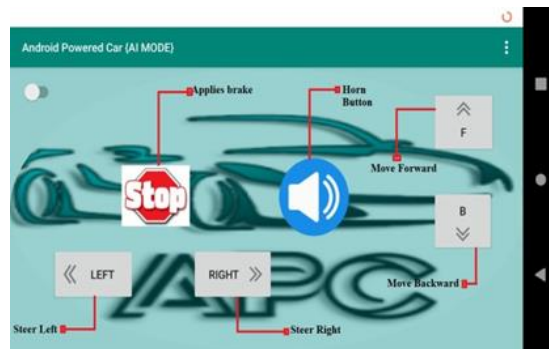 Android Powered Car (AI MODE)
Applies brake
Horn
Button
F
Move Forward
Stop
B
LEFT
RIGHT
APC
Move Backward
Steer Left
Steer Right